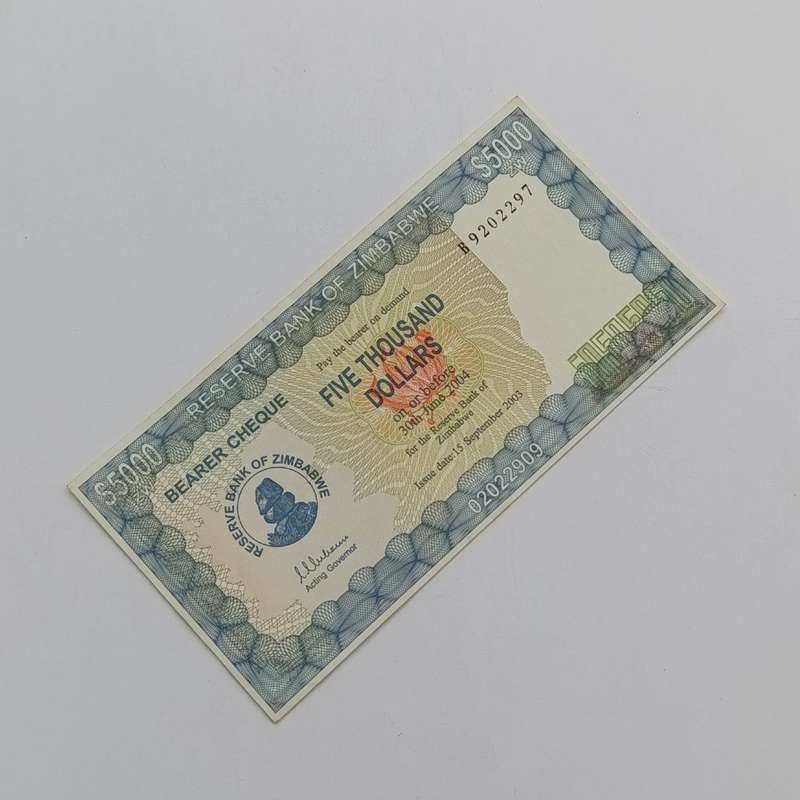 $5000
RESERVE BANK OF ZIMBABWE
$5000
BEARER CHEQUE
B9202297
Pay the bearer on demand
FIVE THOUSAND
DOLLARS
on or before
30th June 2004
for the Reserve Bank of
Zimbabwe
Issue date:15 September 2003
RESERVE BANK OF ZIMBABWE
Acting Governor
02022909